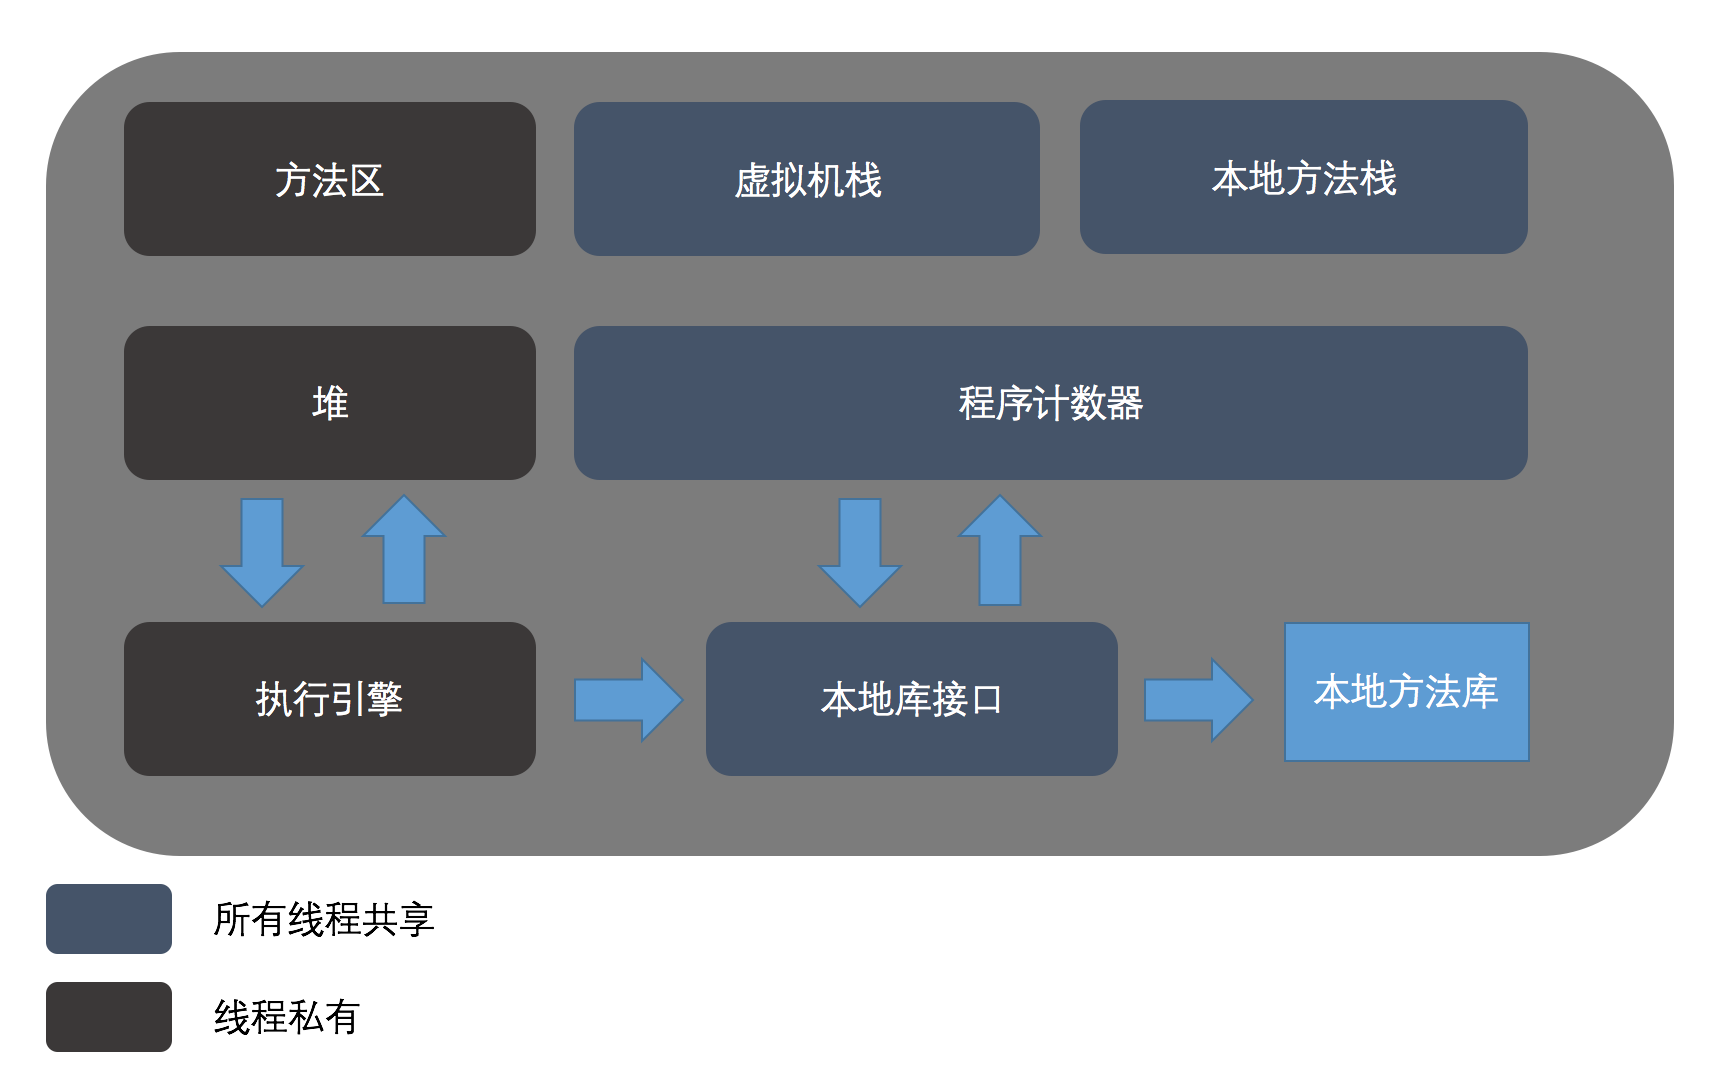 方法区
虚拟机栈
本地方法栈
堆
程序计数器
执行引擎
本地库接口
本地方法库
所有线程共享
线程私有